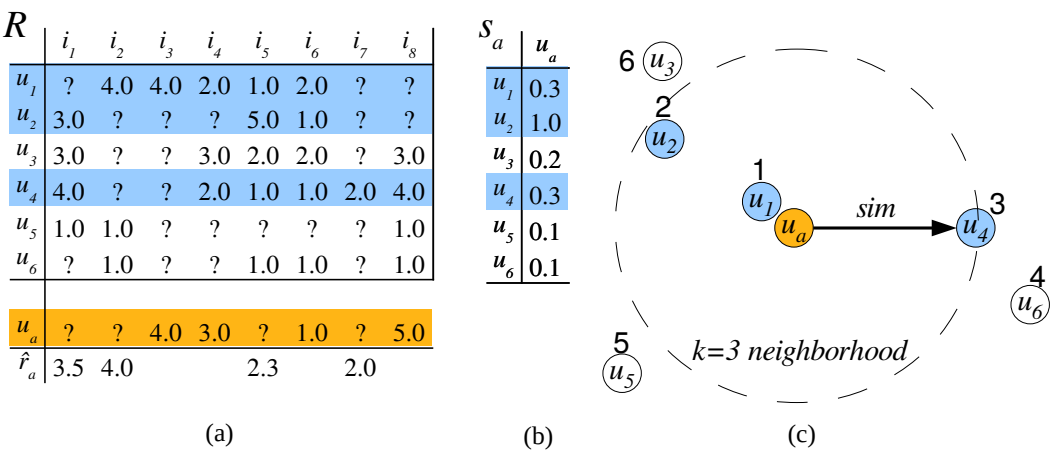 R i1 i2 i3 i4 i5 i6 i7 i8
u1 ? 4.0 4.0 2.0 1.0 2.0 ? ?
u2 3.0 ? ? ? 5.0 1.0 ? ?
u3 3.0 ? ? 3.0 2.0 2.0 ? 3.0
u4 4.0 ? ? 2.0 1.0 1.0 2.0 4.0
u5 1.0 1.0 ? ? ? ? ? 1.0
u6 ? 1.0 ? ? 1.0 1.0 ? 1.0
ua ? ? 4.0 3.0 ? 1.0 ? 5.0
r̂a 3.5 4.0 2.3 2.0
(a)
sa ua
u1 0.3
u2 1.0
u3 0.2
u4 0.3
u5 0.1
u6 0.1
(b)
6 u3
2
u2
1
u1
ua
sim
3
u4
4
u6
5
u5
k=3 neighborhood
(c)